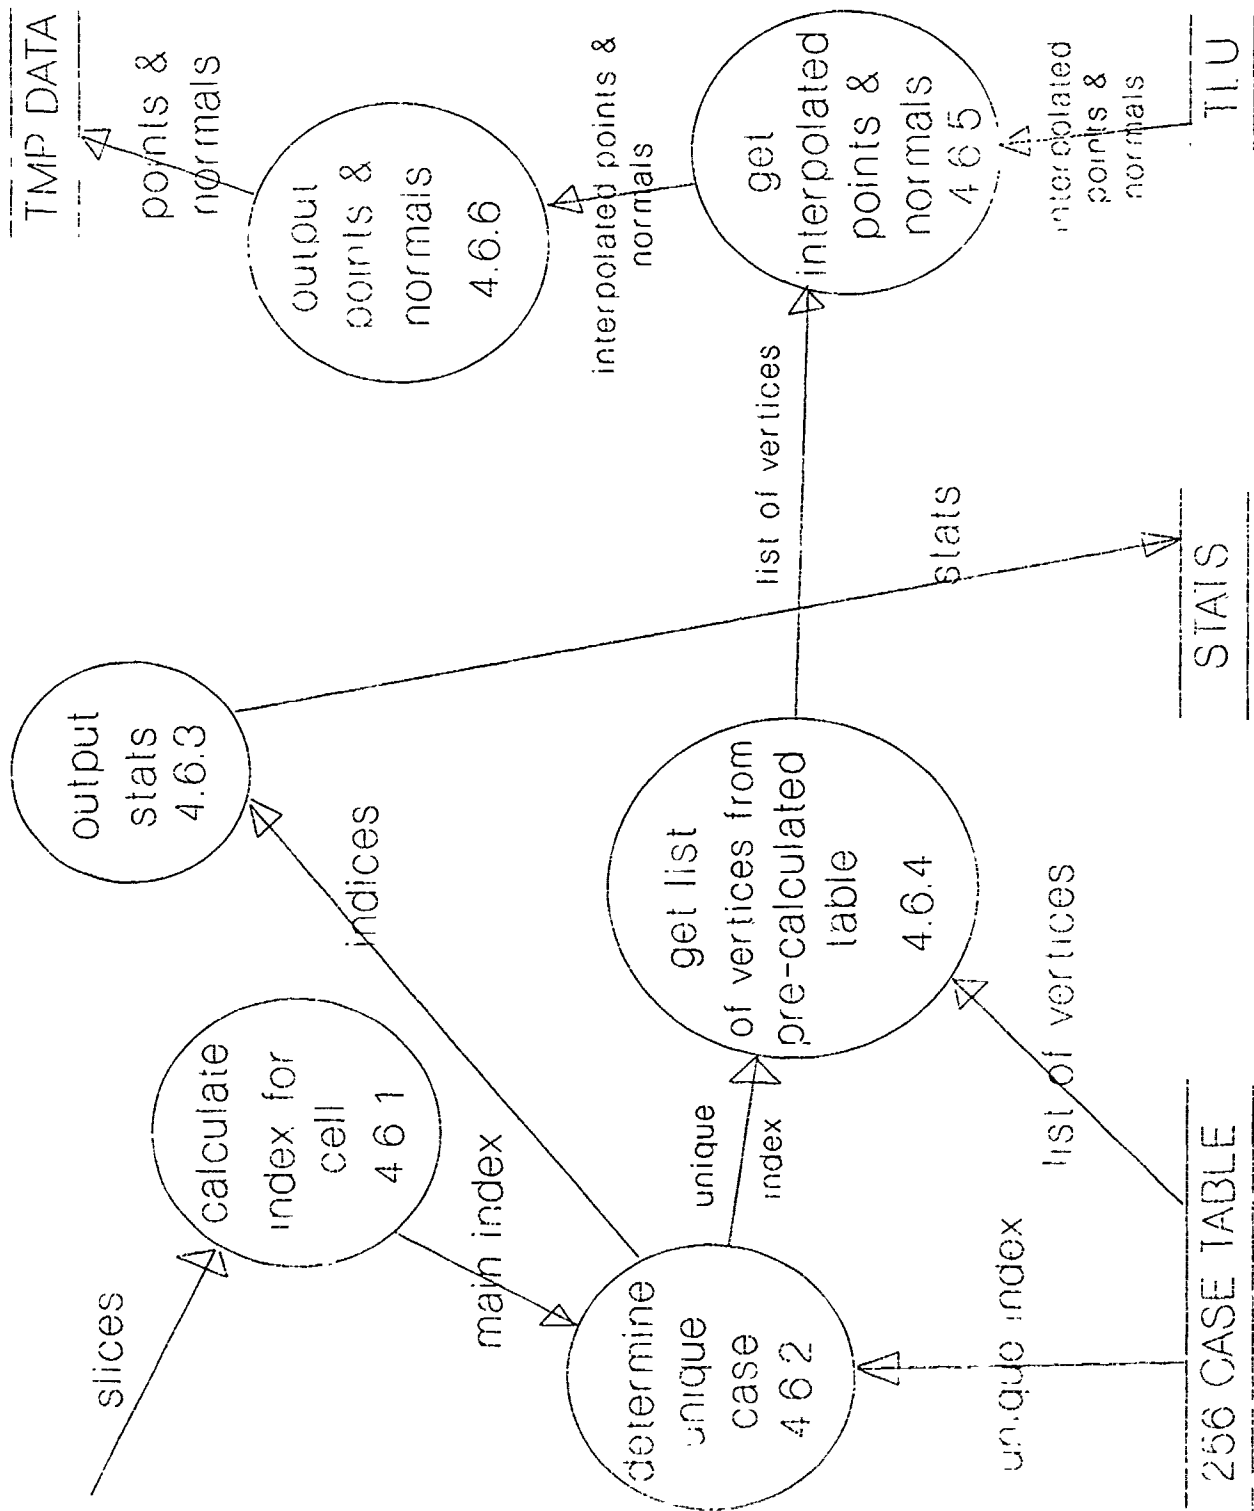 slices
calculate
index for
cell
4 6 1
main index
determine
unique
case
4 6 2
unique index
256 CASE TABLE
indices
output
stats
4.6.3
unique
index
get list
of vertices from
pre-calculated
table
4.6.4
list of vertices
stats
STATS
list of vertices
TMP DATA
points &
normals
output
points &
normals
4.6.6
interpolated points &
normals
get
interpolated
points &
normals
4 6 5
interpolated
points &
normals
TLU